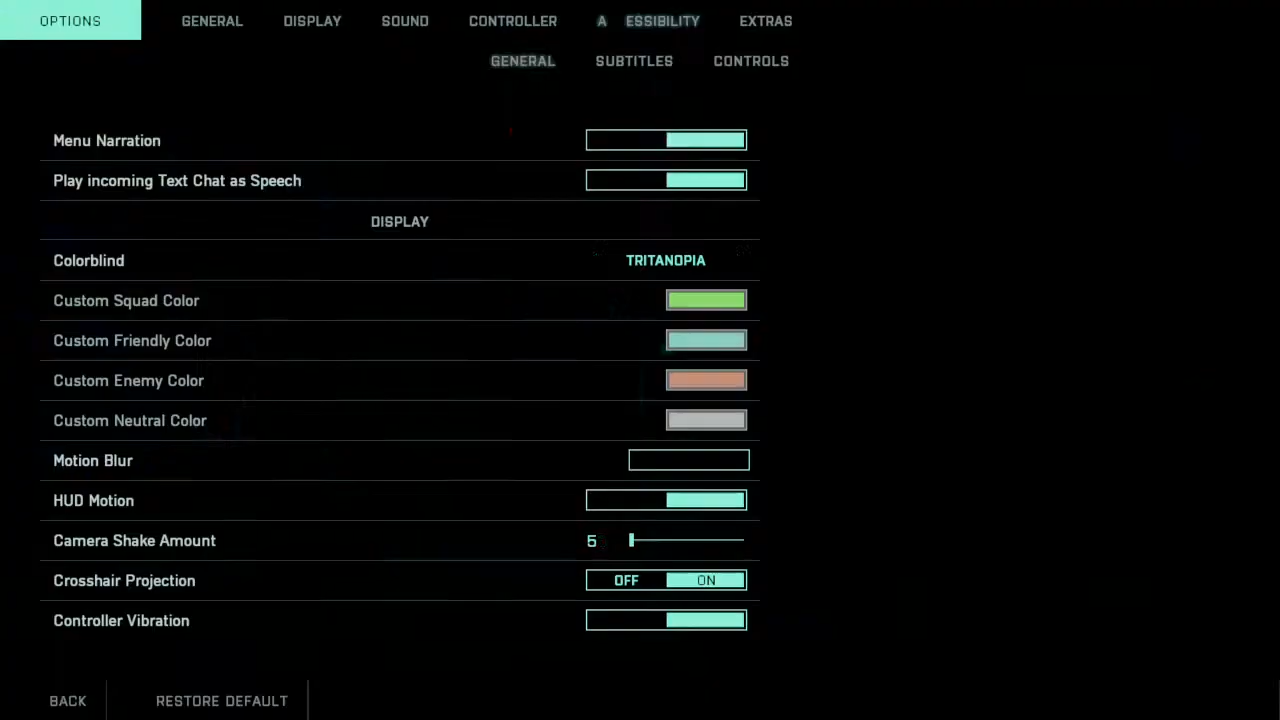 OPTIONS GENERAL DISPLAY SOUND CONTROLLER A ESSIBILITY EXTRAS
GENERAL SUBTITLES CONTROLS
Menu Narration
Play incoming Text Chat as Speech
DISPLAY
Colorblind TRITANOPIA
Custom Squad Color
Custom Friendly Color
Custom Enemy Color
Custom Neutral Color
Motion Blur
HUD Motion
Camera Shake Amount 5
Crosshair Projection OFF ON
Controller Vibration
BACK RESTORE DEFAULT